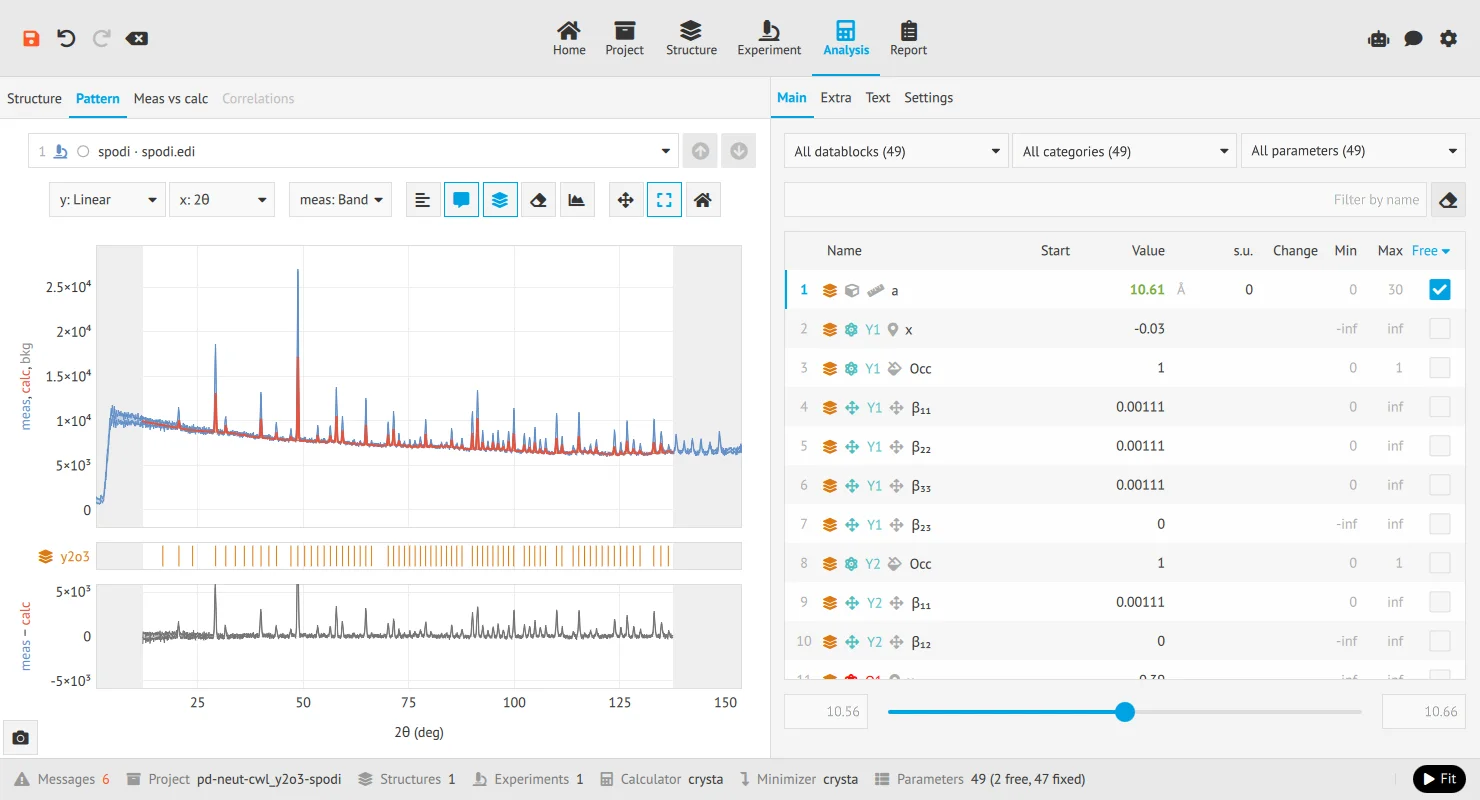 Home
Project
Structure
Experiment
Analysis
Report
Structure Pattern Meas vs calc Correlations
Main Extra Text Settings
1 spodi · spodi.edi
All datablocks (49) All categories (49) All parameters (49)
y: Linear x: 2θ meas: Band
Filter by name
Name Start Value s.u. Change Min Max Free
1 a 10.61 Å 0 0 30
2 Y1 x -0.03 -inf inf
3 Y1 Occ 1 0 1
4 Y1 β₁₁ 0.00111 0 inf
5 Y1 β₂₂ 0.00111 0 inf
6 Y1 β₃₃ 0.00111 0 inf
7 Y1 β₂₃ 0 -inf inf
8 Y2 Occ 1 0 1
9 Y2 β₁₁ 0.00111 0 inf
10 Y2 β₁₂ 0 -inf inf
10.56 10.66
meas, calc, bkg
2.5×10⁴
2×10⁴
1.5×10⁴
1×10⁴
5×10³
0
y2o3
meas − calc
5×10³
0
-5×10³
25 50 75 100 125 150
2θ (deg)
Messages 6 Project pd-neut-cwl_y2o3-spodi Structures 1 Experiments 1 Calculator crysta Minimizer crysta Parameters 49 (2 free, 47 fixed)
Fit